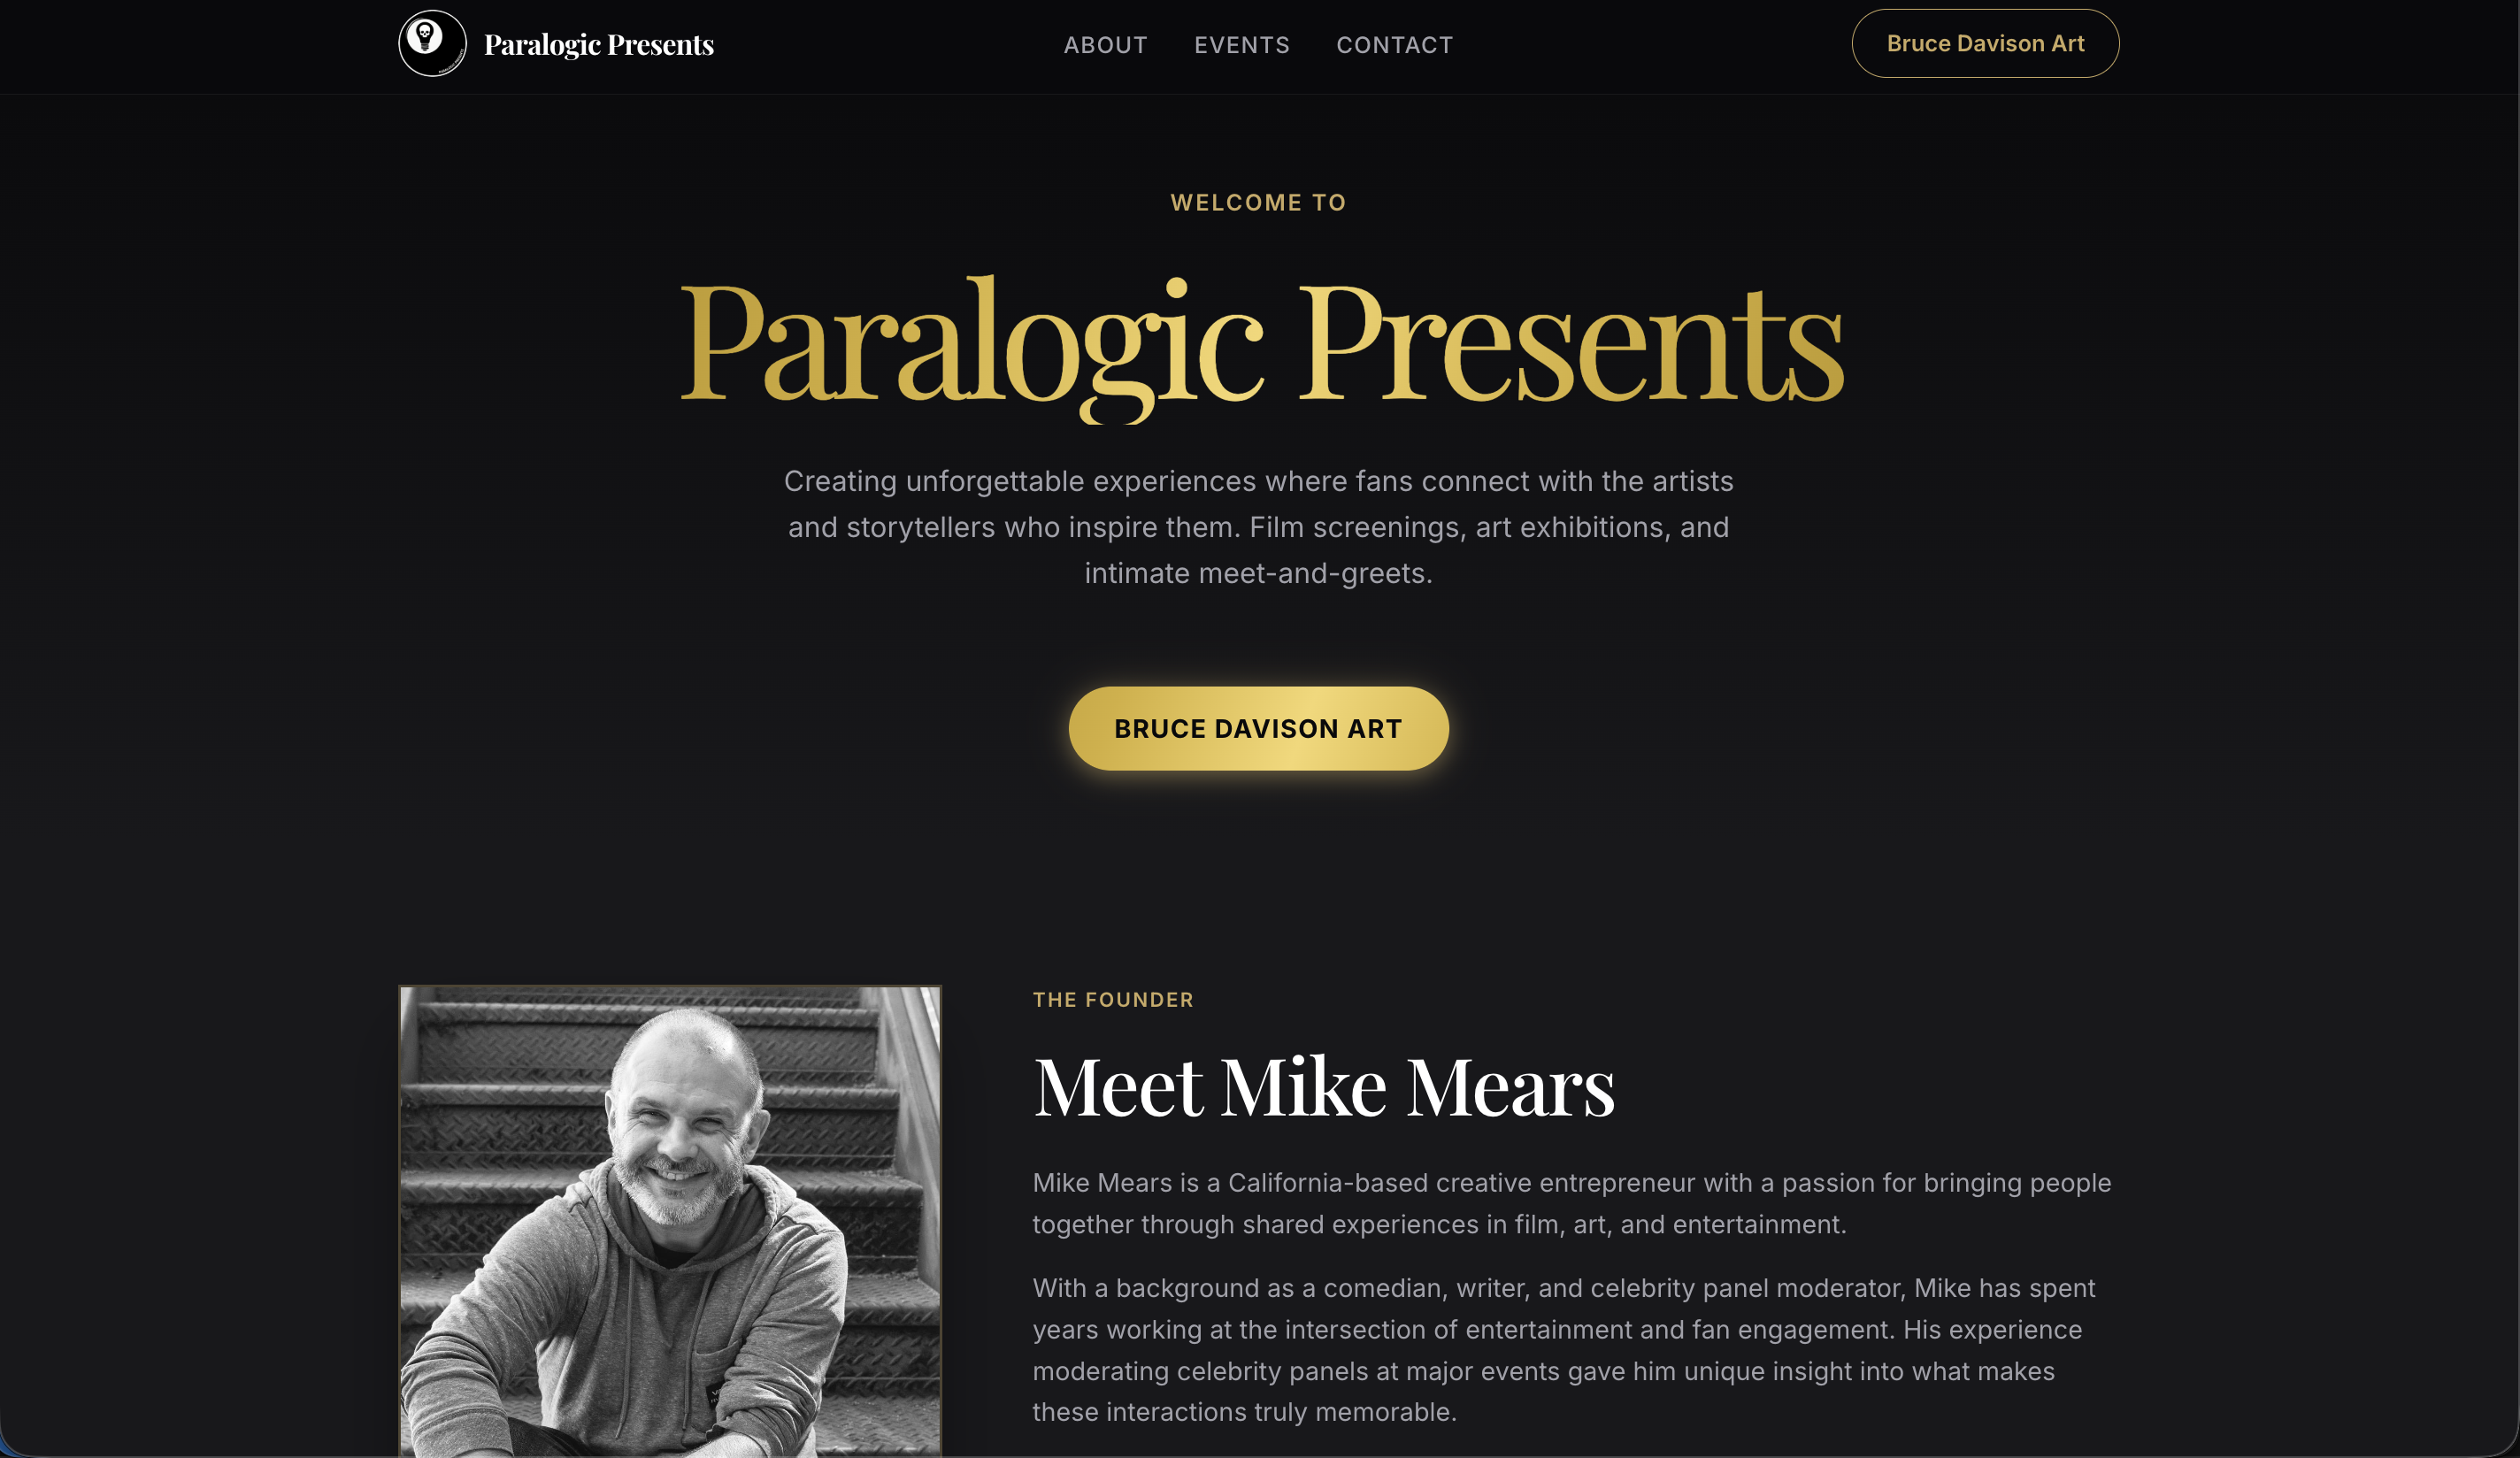 Paralogic Presents
ABOUT
EVENTS
CONTACT
Bruce Davison Art
WELCOME TO
Paralogic Presents
Creating unforgettable experiences where fans connect with the artists
and storytellers who inspire them. Film screenings, art exhibitions, and
intimate meet-and-greets.
BRUCE DAVISON ART
THE FOUNDER
Meet Mike Mears
Mike Mears is a California-based creative entrepreneur with a passion for bringing people
together through shared experiences in film, art, and entertainment.
With a background as a comedian, writer, and celebrity panel moderator, Mike has spent
years working at the intersection of entertainment and fan engagement. His experience
moderating celebrity panels at major events gave him unique insight into what makes
these interactions truly memorable.